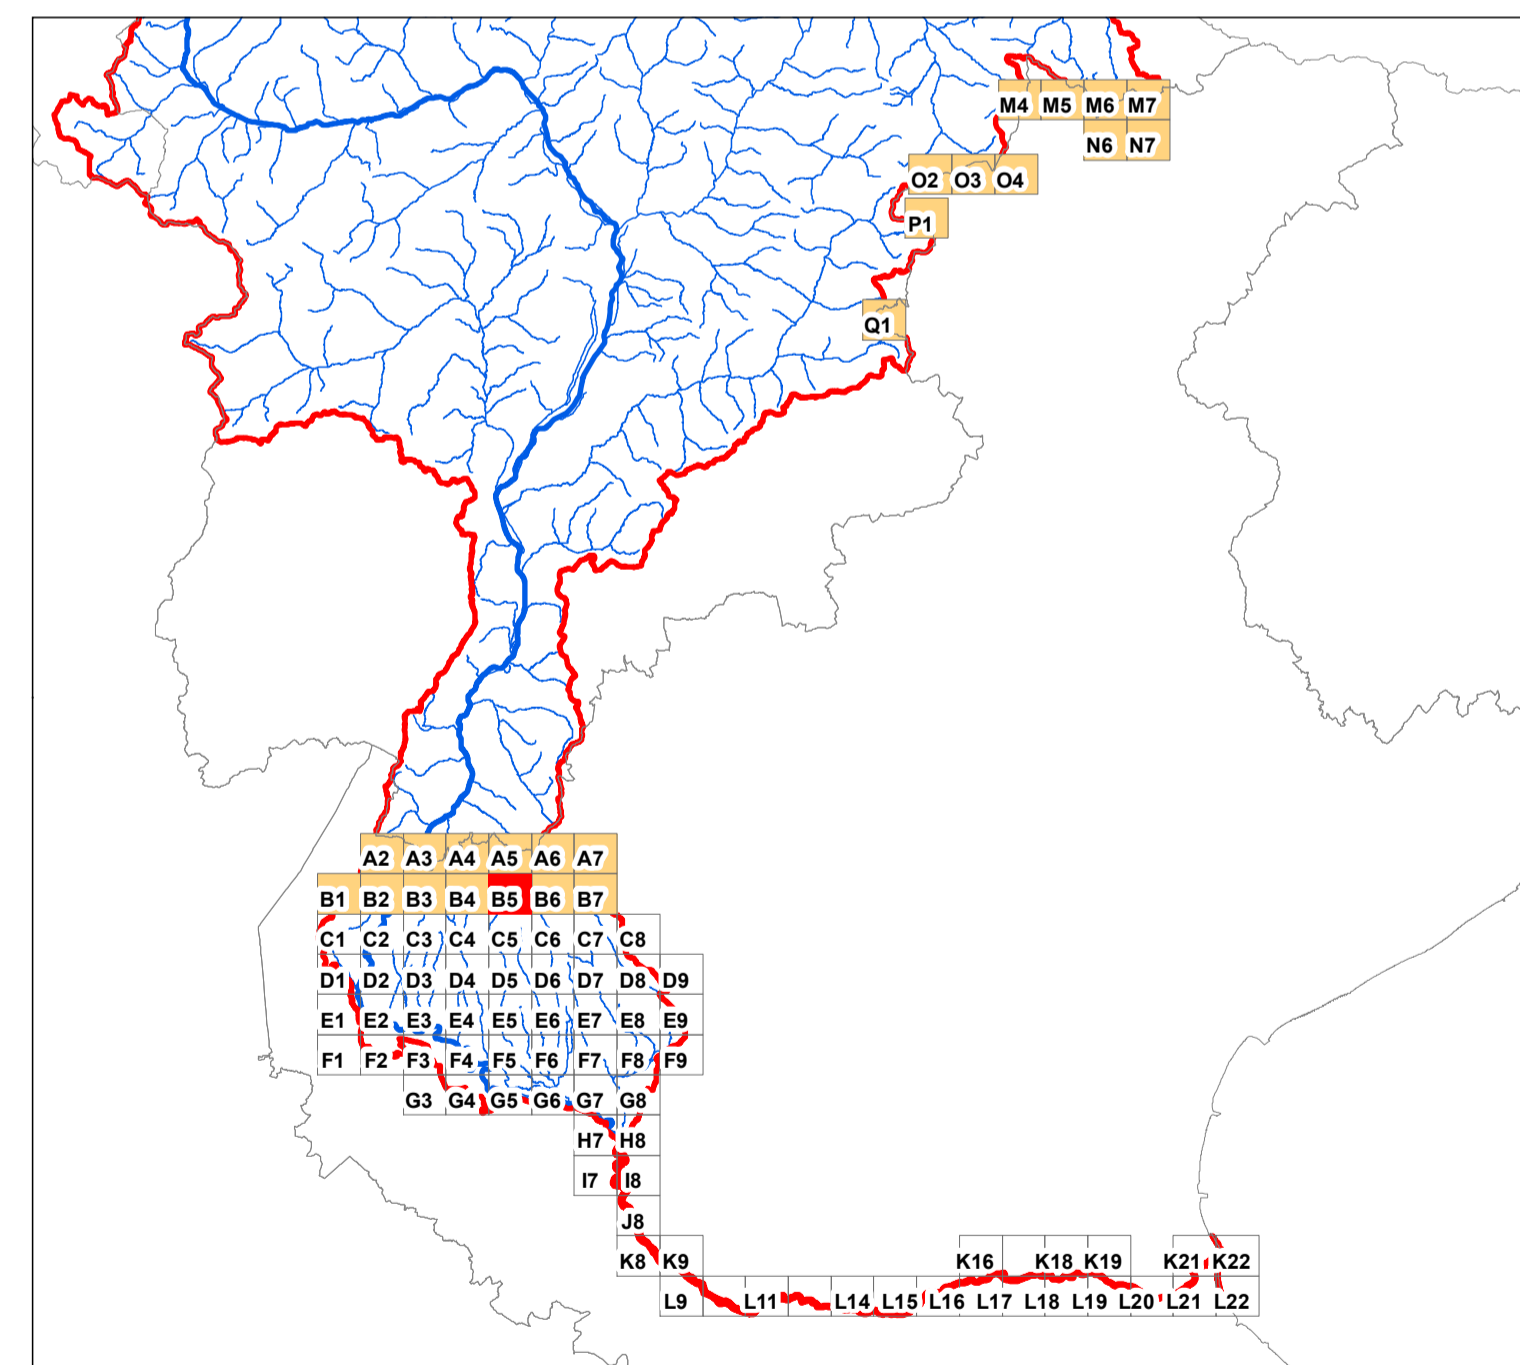 M4 M5 M6 M7
N6 N7
O2 O3 O4
P1
Q1
A2 A3 A4 A5 A6 A7
B1 B2 B3 B4 B5 B6 B7
C1 C2 C3 C4 C5 C6 C7 C8
D1 D2 D3 D4 D5 D6 D7 D8 D9
E1 E2 E3 E4 E5 E6 E7 E8 E9
F1 F2 F3 F4 F5 F6 F7 F8 F9
G3 G4 G5 G6 G7 G8
H7 H8
I7 I8
J8
K8 K9 K16 K18 K19 K21 K22
L9 L11 L14 L15 L16 L17 L18 L19 L20 L21 L22